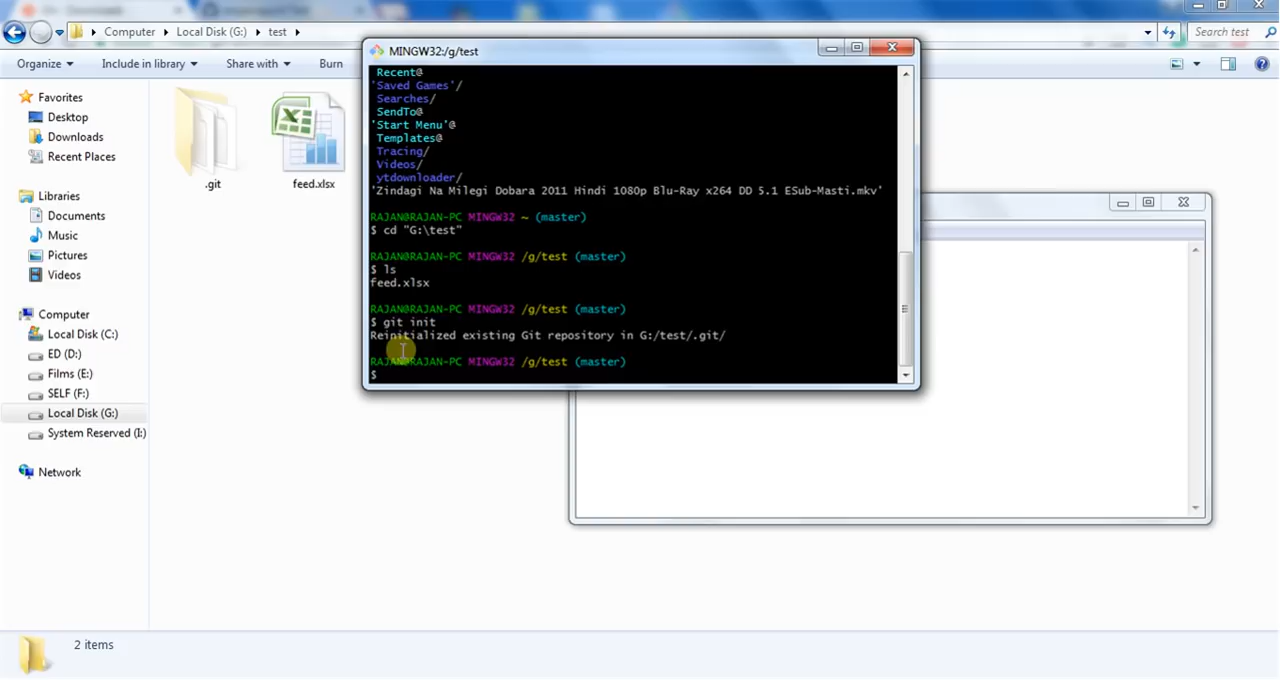 Computer ▸ Local Disk (G:) ▸ test ▸
Search test
Organize
Include in library
Share with
Burn
Favorites
Desktop
Downloads
Recent Places
Libraries
Documents
Music
Pictures
Videos
Computer
Local Disk (C:)
ED (D:)
Films (E:)
SELF (F:)
Local Disk (G:)
System Reserved (I:)
Network
.git
feed.xlsx
MINGW32:/g/test
Recent@
'Saved Games'/
Searches/
SendTo@
'Start Menu'@
Templates@
Tracing/
Videos/
ytdownloader/
'Zindagi Na Milegi Dobara 2011 Hindi 1080p Blu-Ray x264 DD 5.1 ESub-Masti.mkv'
RAJAN@RAJAN-PC MINGW32 ~ (master)
$ cd "G:\test"
RAJAN@RAJAN-PC MINGW32 /g/test (master)
$ ls
feed.xlsx
RAJAN@RAJAN-PC MINGW32 /g/test (master)
$ git init
Reinitialized existing Git repository in G:/test/.git/
RAJAN@RAJAN-PC MINGW32 /g/test (master)
$
2 items